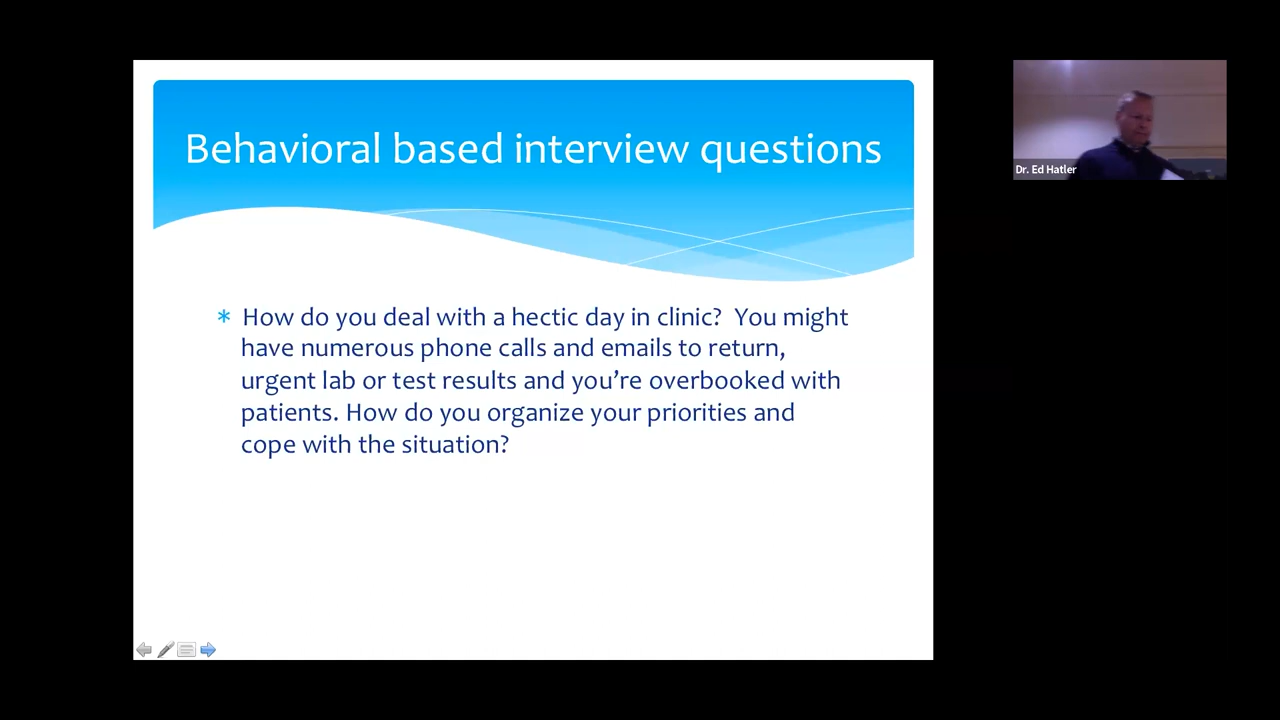 Behavioral based interview questions
* How do you deal with a hectic day in clinic?  You might
have numerous phone calls and emails to return,
urgent lab or test results and you’re overbooked with
patients. How do you organize your priorities and
cope with the situation?
Dr. Ed Hatler